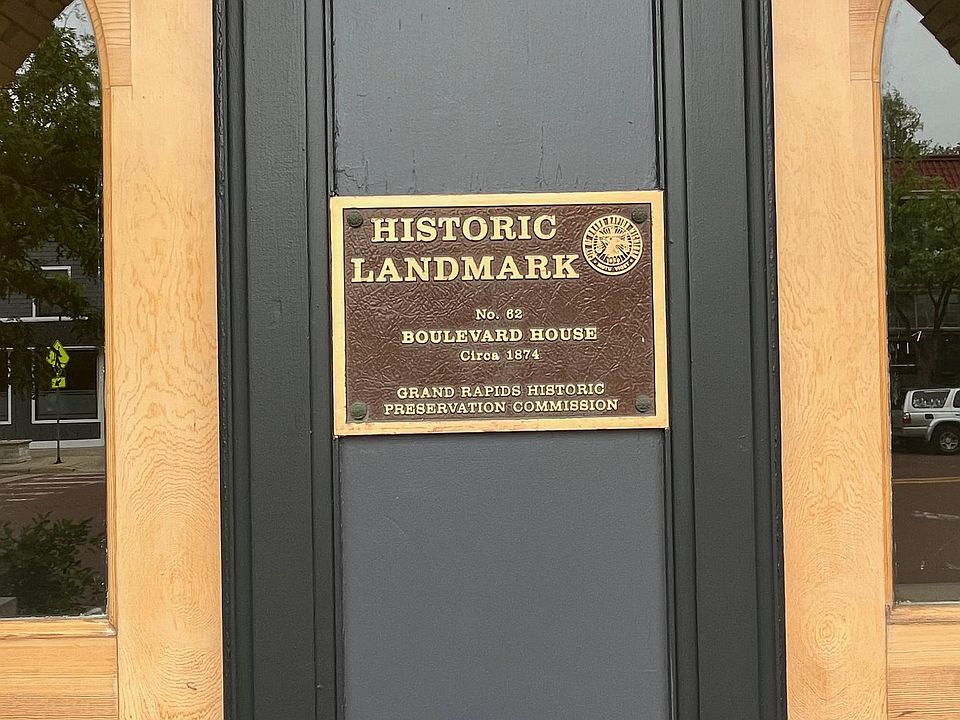 HISTORIC
LANDMARK
No. 62
BOULEVARD HOUSE
Circa 1874
GRAND RAPIDS HISTORIC
PRESERVATION COMMISSION